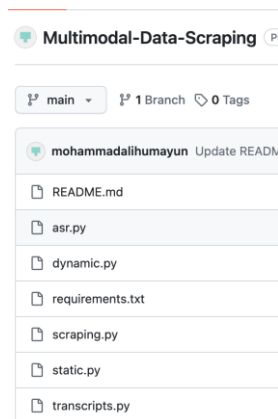 Multimodal-Data-Scraping
main 1 Branch 0 Tags
mohammadalihumayun Update
README.md
asr.py
dynamic.py
requirements.txt
scraping.py
static.py
transcripts.py